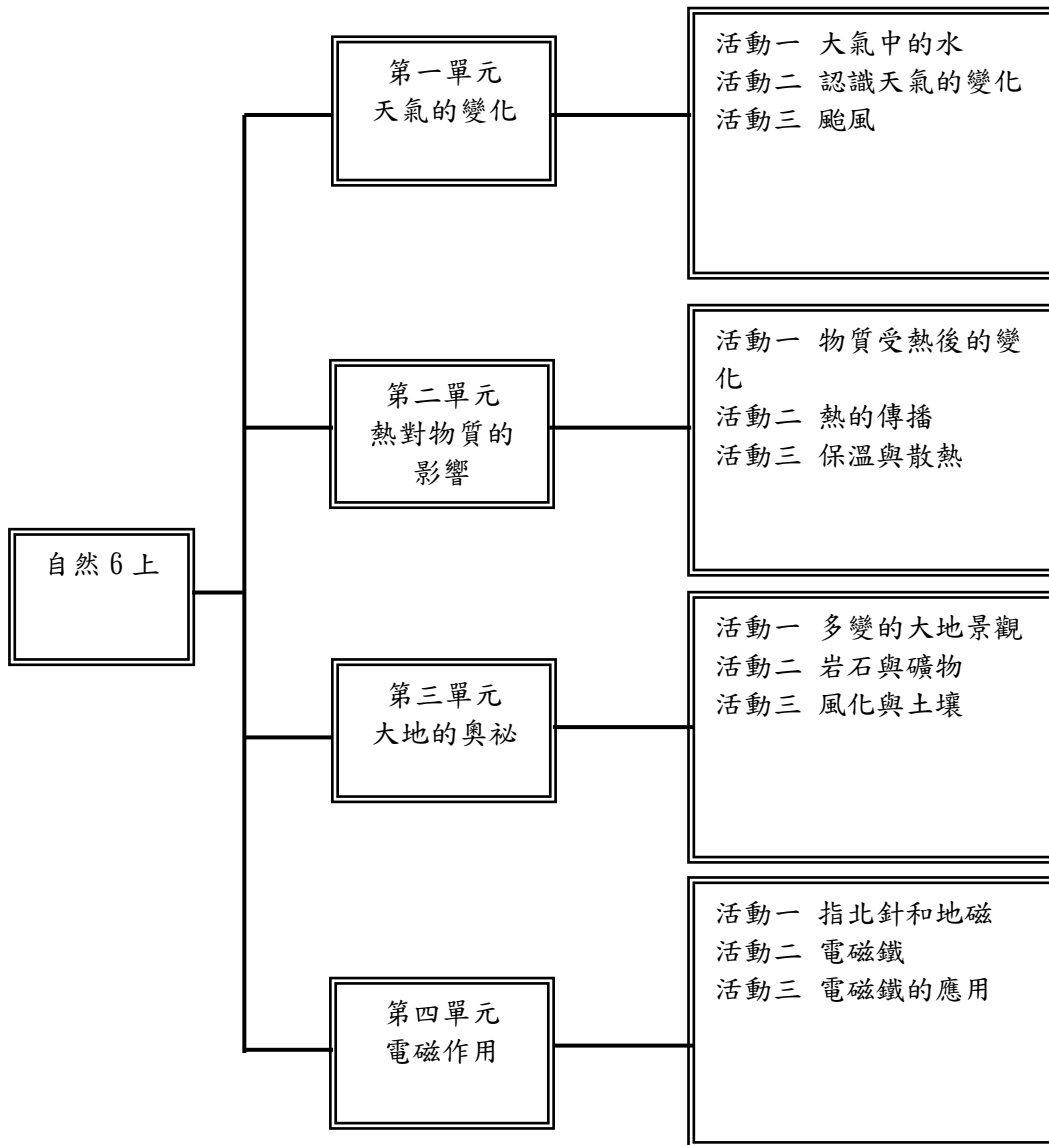 自然 6 上
第一單元
天氣的變化
活動一 大氣中的水
活動二 認識天氣的變化
活動三 颱風
第二單元
熱對物質的
影響
活動一 物質受熱後的變
化
活動二 熱的傳播
活動三 保溫與散熱
第三單元
大地的奧祕
活動一 多變的大地景觀
活動二 岩石與礦物
活動三 風化與土壤
第四單元
電磁作用
活動一 指北針和地磁
活動二 電磁鐵
活動三 電磁鐵的應用